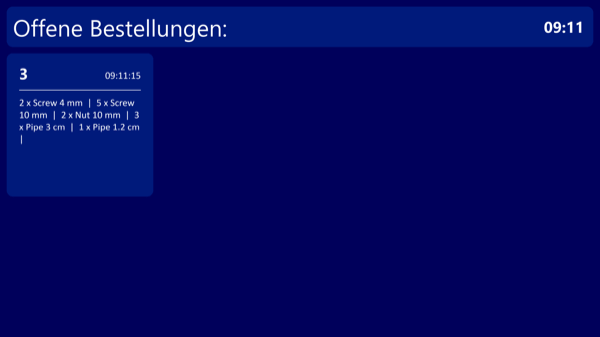 Offene Bestellungen:
09:11
3
09:11:15
2 x Screw 4 mm | 5 x Screw
10 mm | 2 x Nut 10 mm | 3
x Pipe 3 cm | 1 x Pipe 1.2 cm
|